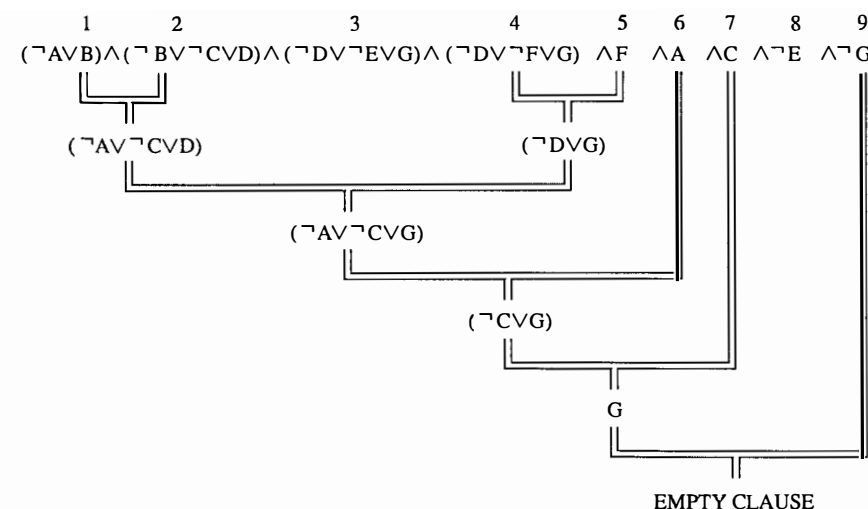 1 2 3 4 5 6 7 8 9
(¬A∨B)∧(¬B∨¬C∨D)∧(¬D∨¬E∨G)∧(¬D∨¬F∨G) ∧F ∧A ∧C ∧¬E ∧¬G
(¬A∨¬C∨D) (¬D∨G)
(¬A∨¬C∨G)
(¬C∨G)
G
EMPTY CLAUSE